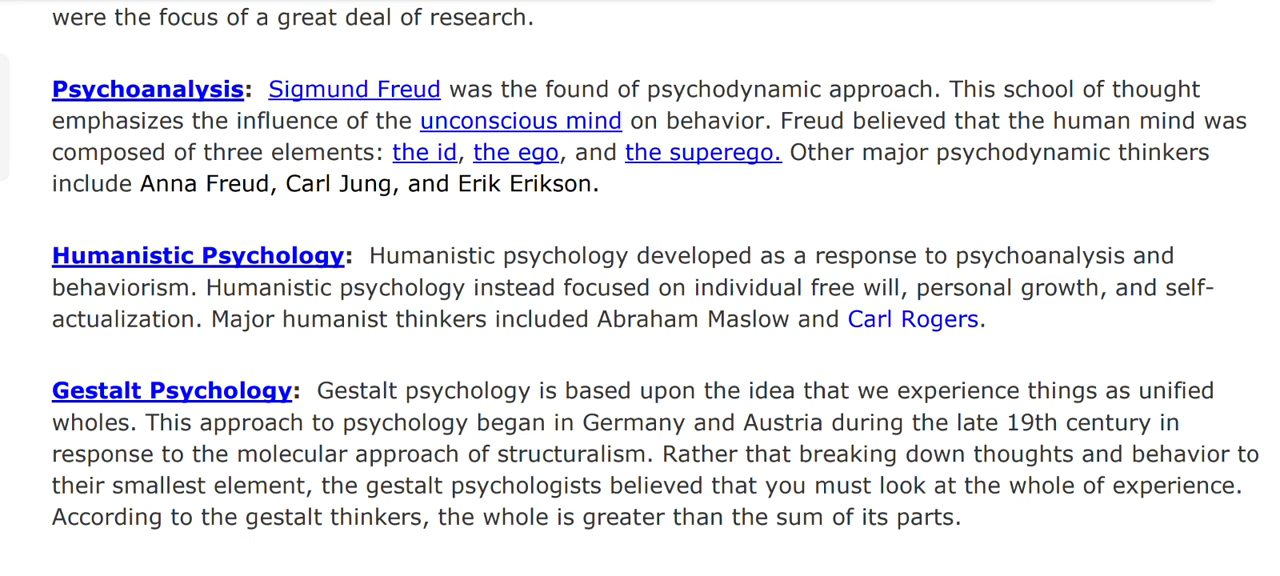 were the focus of a great deal of research.
Psychoanalysis: Sigmund Freud was the found of psychodynamic approach. This school of thought
emphasizes the influence of the unconscious mind on behavior. Freud believed that the human mind was
composed of three elements: the id, the ego, and the superego. Other major psychodynamic thinkers
include Anna Freud, Carl Jung, and Erik Erikson.
Humanistic Psychology: Humanistic psychology developed as a response to psychoanalysis and
behaviorism. Humanistic psychology instead focused on individual free will, personal growth, and self-
actualization. Major humanist thinkers included Abraham Maslow and Carl Rogers.
Gestalt Psychology: Gestalt psychology is based upon the idea that we experience things as unified
wholes. This approach to psychology began in Germany and Austria during the late 19th century in
response to the molecular approach of structuralism. Rather that breaking down thoughts and behavior to
their smallest element, the gestalt psychologists believed that you must look at the whole of experience.
According to the gestalt thinkers, the whole is greater than the sum of its parts.